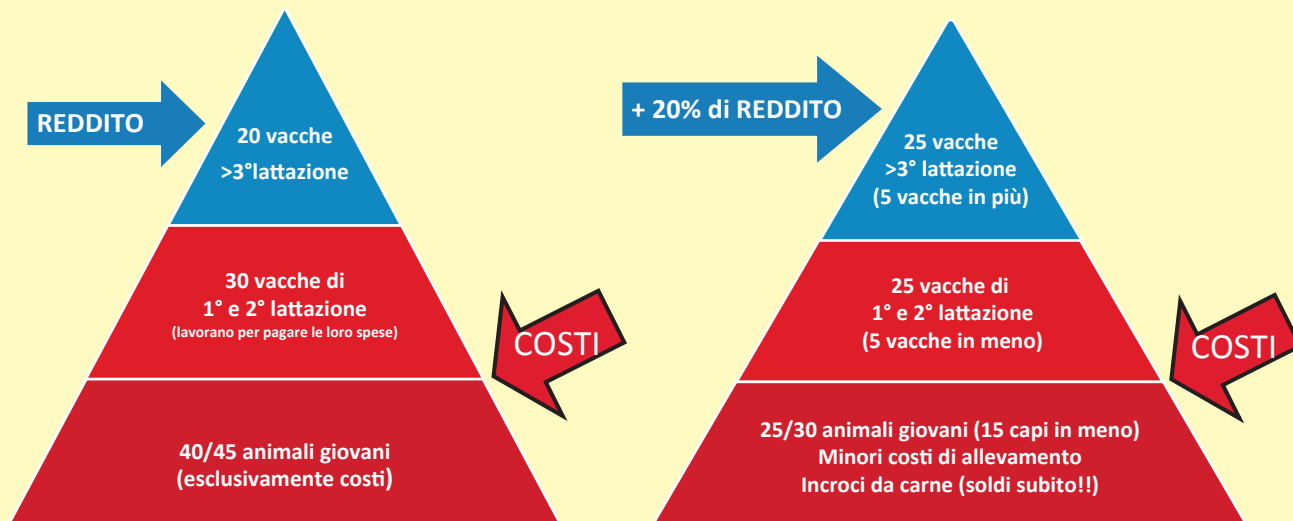 REDDITO
20 vacche
>3°lattazione
30 vacche di
1° e 2° lattazione
(lavorano per pagare le loro spese)
COSTI
40/45 animali giovani
(esclusivamente costi)
+ 20% di REDDITO
25 vacche
>3° lattazione
(5 vacche in più)
25 vacche di
1° e 2° lattazione
(5 vacche in meno)
COSTI
25/30 animali giovani (15 capi in meno)
Minori costi di allevamento
Incroci da carne (soldi subito!!)